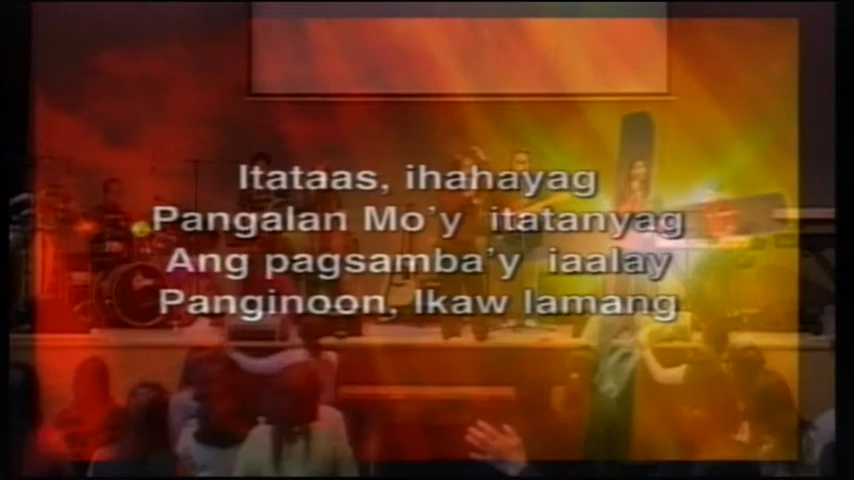 Itataas, ihahayag
Pangalan Mo'y itatanyag
Ang pagsamba'y iaalay
Panginoon, Ikaw lamang